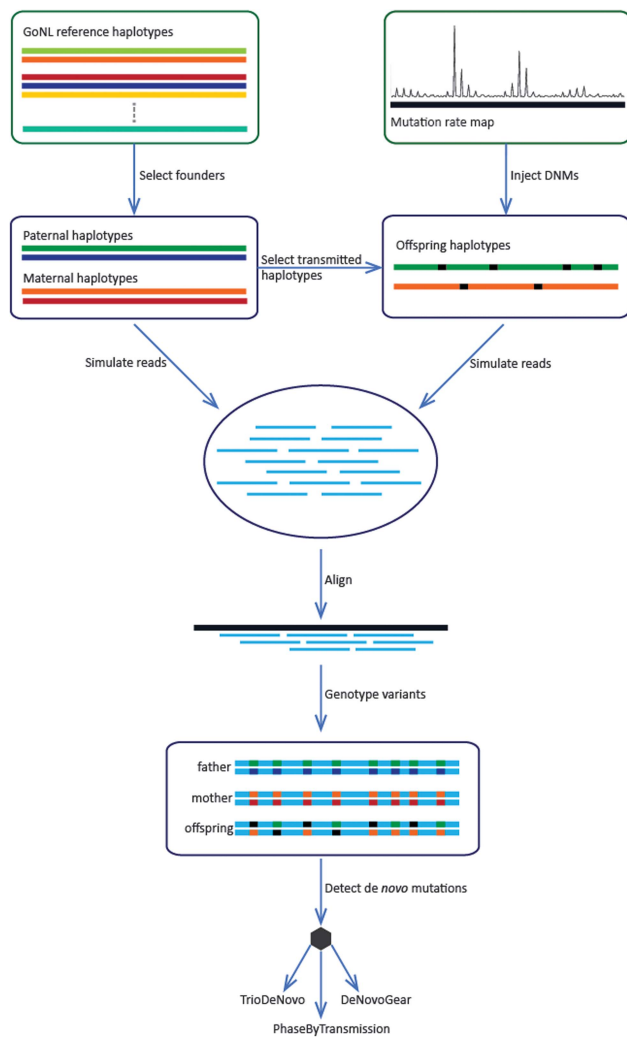 GoNL reference haplotypes
Mutation rate map
Select founders
Inject DNMs
Paternal haplotypes
Maternal haplotypes
Select transmitted
haplotypes
Offspring haplotypes
Simulate reads
Simulate reads
Align
Genotype variants
father
mother
offspring
Detect de novo mutations
TrioDeNovo
DeNovoGear
PhaseByTransmission